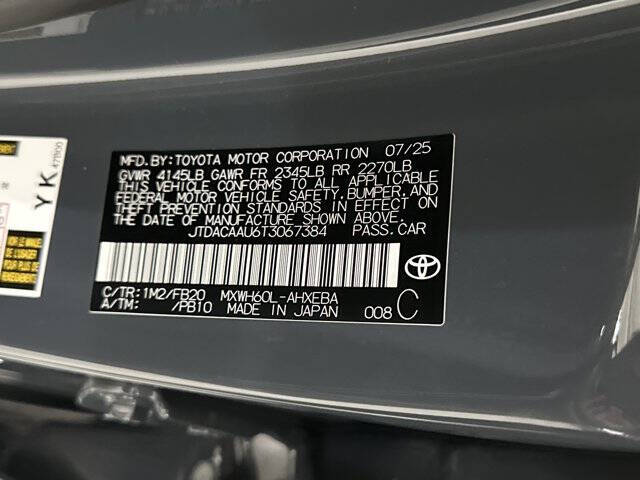 MFD. BY: TOYOTA MOTOR CORPORATION 07/25
GVWR 4145LB GAWR FR 2345LB RR 2270LB
THIS VEHICLE CONFORMS TO ALL APPLICABLE
FEDERAL MOTOR VEHICLE SAFETY, BUMPER, AND
THEFT PREVENTION STANDARDS IN EFFECT ON
THE DATE OF MANUFACTURE SHOWN ABOVE.
JTDACAAU6T3067384 PASS.CAR
C/TR: 1M2/FB20 MXWH60L-AHXEBA
A/TM: /PB10 MADE IN JAPAN 008 C
YK
47R00